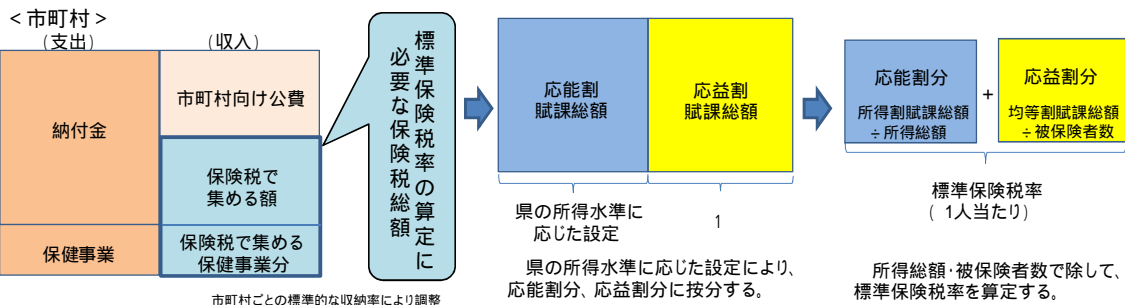 ＜市町村＞
(支出)
(収入)
納付金
保健事業
市町村向け公費
保険税で
集める額
保険税で集める
保健事業分
市町村ごとの標準的な収納率により調整
標準保険税率の算定に
必要な保険税総額
応能割
賦課総額
応益割
賦課総額
県の所得水準に
応じた設定
1
県の所得水準に応じた設定により、
応能割分、応益割分に按分する。
応能割分
所得割賦課総額
÷所得総額
+
応益割分
均等割賦課総額
÷被保険者数
標準保険税率
( 1人当たり)
所得総額・被保険者数で除して、
標準保険税率を算定する。